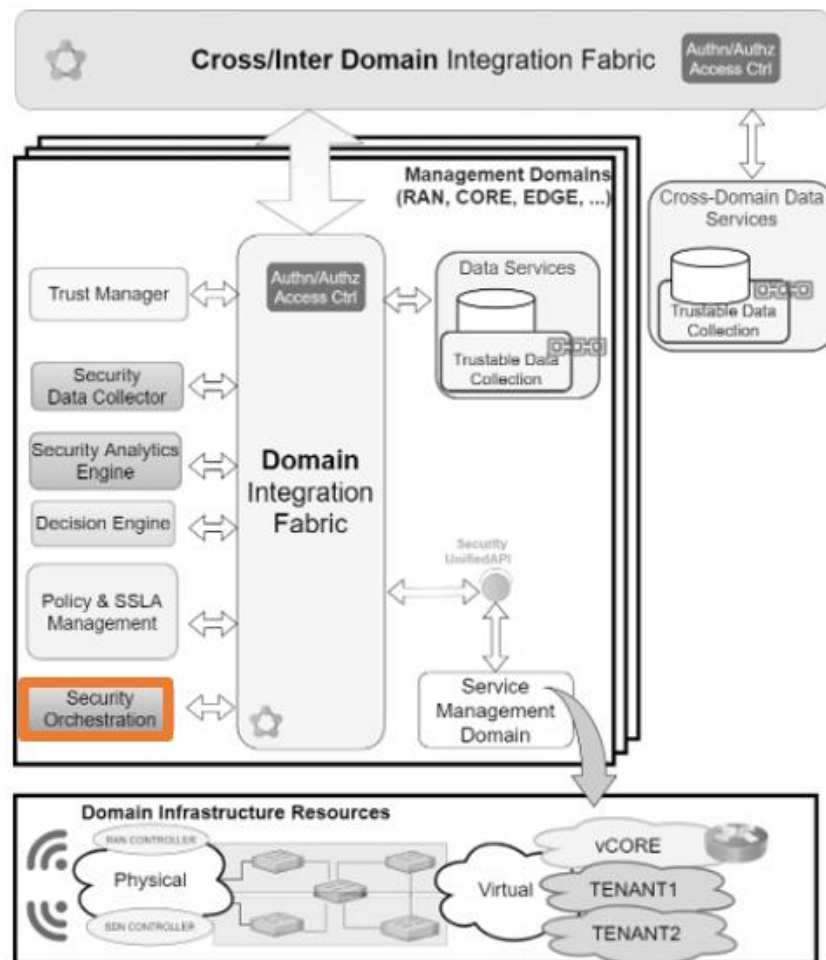 Cross/Inter Domain Integration Fabric
Authn/Authz
Access Ctrl
Management Domains
(RAN, CORE, EDGE, ...)
Cross-Domain Data
Services
Trustable Data
Collection
Trust Manager
Authn/Authz
Access Ctrl
Data Services
Trustable Data
Collection
Security
Data Collector
Security Analytics
Engine
Decision Engine
Policy & SSLA
Management
Security
Orchestration
Domain
Integration
Fabric
Security
UnifiedAPI
Service
Management
Domain
Domain Infrastructure Resources
RAN CONTROLLER
Physical
SDN CONTROLLER
Virtual
vCORE
TENANT1
TENANT2